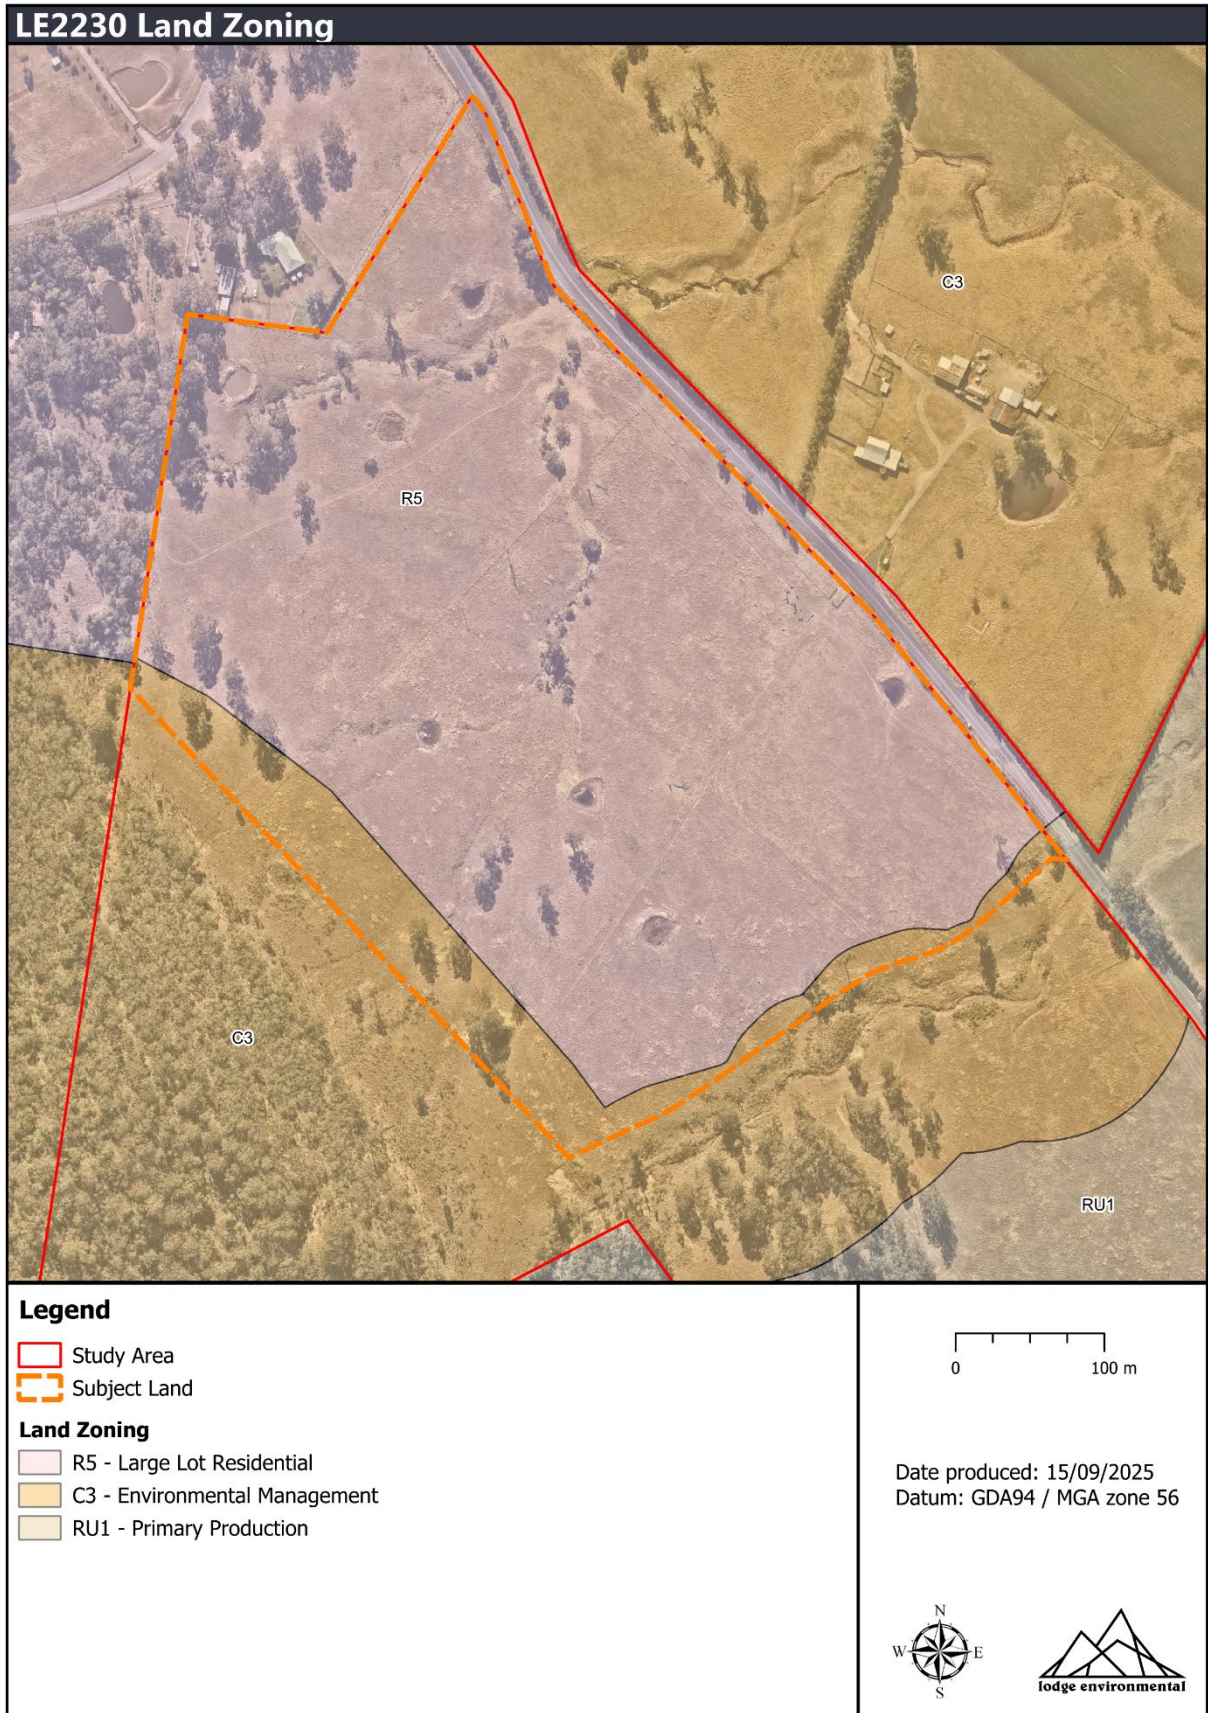 LE2230 Land Zoning
C3
R5
C3
RU1
Legend
Study Area
Subject Land
Land Zoning
R5 - Large Lot Residential
C3 - Environmental Management
RU1 - Primary Production
0 100 m
Date produced: 15/09/2025
Datum: GDA94 / MGA zone 56
N
W E
S
lodge environmental